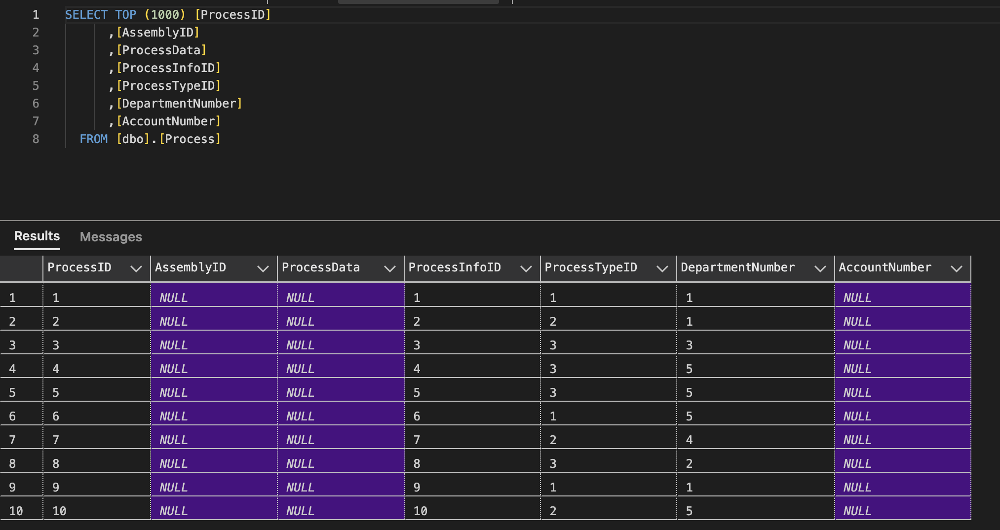 1 SELECT TOP (1000) [ProcessID]
2 ,[AssemblyID]
3 ,[ProcessData]
4 ,[ProcessInfoID]
5 ,[ProcessTypeID]
6 ,[DepartmentNumber]
7 ,[AccountNumber]
8 FROM [dbo].[Process]
Results Messages
ProcessID AssemblyID ProcessData ProcessInfoID ProcessTypeID DepartmentNumber AccountNumber
1 1 NULL NULL 1 1 1 NULL
2 2 NULL NULL 2 2 1 NULL
3 3 NULL NULL 3 3 3 NULL
4 4 NULL NULL 4 3 5 NULL
5 5 NULL NULL 5 3 5 NULL
6 6 NULL NULL 6 1 5 NULL
7 7 NULL NULL 7 2 4 NULL
8 8 NULL NULL 8 3 2 NULL
9 9 NULL NULL 9 1 1 NULL
10 10 NULL NULL 10 2 5 NULL